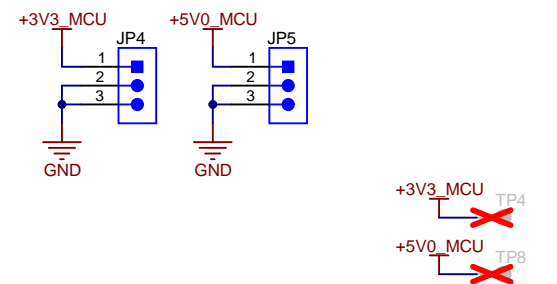 +3V3_MCU
+5V0_MCU
JP4
JP5
1
2
3
1
2
3
GND
GND
+3V3_MCU
TP4
+5V0_MCU
TP8